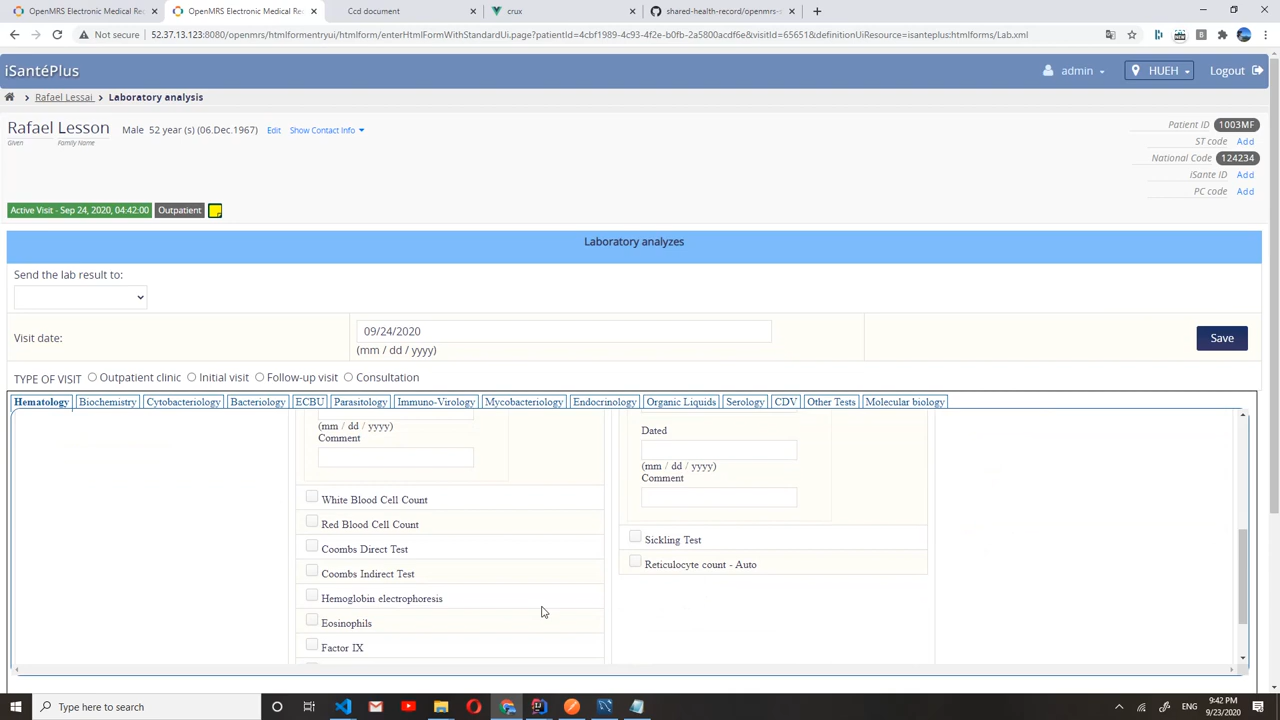 OpenMRS Electronic Medical Rec
OpenMRS Electronic Medical Rec
Ccd document
crux
shared-health-record/openmrs-s
Not secure
52.37.13.123:8080/openmrs/htmlformentryui/htmlform/enterHtmlFormWithStandardUi.page?patientId=4cbf1989-4c93-4f2e-b0fb-2a5800acdf6e&visitId=65651&definitionUiResource=isanteplus:htmlforms/Lab.xml
iSantéPlus
admin
HUEH
Logout
Rafael Lessai
Laboratory analysis
Rafael Lesson
Given
Family Name
Male 52 year (s) (06.Dec.1967)
Edit
Show Contact Info
Patient ID 1003MF
ST code Add
National Code 124234
iSante ID Add
PC code Add
Active Visit - Sep 24, 2020, 04:42:00
Outpatient
Laboratory analyzes
Send the lab result to:
Visit date:
09/24/2020
(mm / dd / yyyy)
Save
TYPE OF VISIT Outpatient clinic Initial visit Follow-up visit Consultation
Hematology Biochemistry Cytobacteriology Bacteriology ECBU Parasitology Immuno-Virology Mycobacteriology Endocrinology Organic Liquids Serology CDV Other Tests Molecular biology
(mm / dd / yyyy)
Comment
White Blood Cell Count
Red Blood Cell Count
Coombs Direct Test
Coombs Indirect Test
Hemoglobin electrophoresis
Eosinophils
Factor IX
Dated
(mm / dd / yyyy)
Comment
Sickling Test
Reticulocyte count - Auto
Type here to search
ENG
9:42 PM
9/23/2020